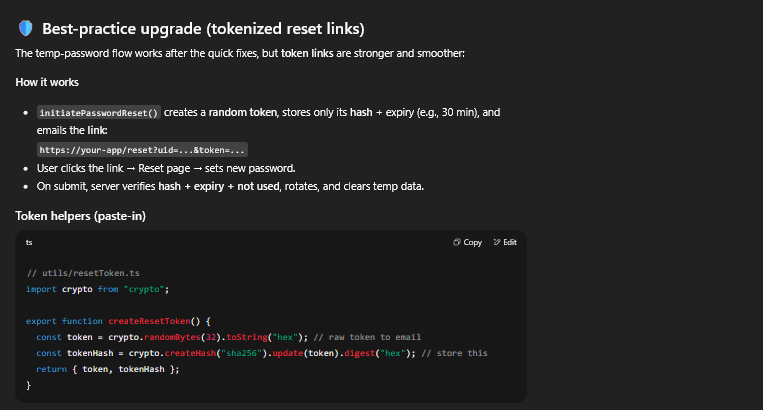 🛡️ Best-practice upgrade (tokenized reset links)
The temp-password flow works after the quick fixes, but token links are stronger and smoother:
How it works
• initiatePasswordReset() creates a random token, stores only its hash + expiry (e.g., 30 min), and
emails the link:
https://your-app/reset?uid=...&token=...
• User clicks the link → Reset page → sets new password.
• On submit, server verifies hash + expiry + not used, rotates, and clears temp data.
Token helpers (paste-in)
ts Copy Edit
// utils/resetToken.ts
import crypto from "crypto";
export function createResetToken() {
const token = crypto.randomBytes(32).toString("hex"); // raw token to email
const tokenHash = crypto.createHash("sha256").update(token).digest("hex"); // store this
return { token, tokenHash };
}